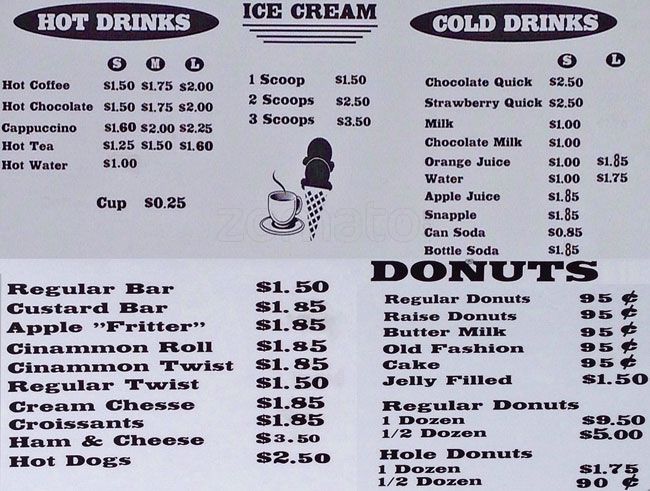 HOT DRINKS
S M L
Hot Coffee $1.50 $1.75 $2.00
Hot Chocolate $1.50 $1.75 $2.00
Cappuccino $1.60 $2.00 $2.25
Hot Tea $1.25 $1.50 $1.60
Hot Water $1.00
Cup $0.25
ICE CREAM
1 Scoop $1.50
2 Scoops $2.50
3 Scoops $3.50
COLD DRINKS
S L
Chocolate Quick $2.50
Strawberry Quick $2.50
Milk $1.00
Chocolate Milk $1.00
Orange Juice $1.00 $1.85
Water $1.00 $1.75
Apple Juice $1.85
Snapple $1.85
Can Soda $0.85
Bottle Soda $1.85
zomato
Regular Bar $1.50
Custard Bar $1.85
Apple "Fritter" $1.85
Cinammon Roll $1.85
Cinammon Twist $1.85
Regular Twist $1.50
Cream Chesse $1.85
Croissants $1.85
Ham & Cheese $3.50
Hot Dogs $2.50
DONUTS
Regular Donuts 95 ¢
Raise Donuts 95 ¢
Butter Milk 95 ¢
Old Fashion 95 ¢
Cake 95 ¢
Jelly Filled $1.50
Regular Donuts
1 Dozen $9.50
1/2 Dozen $5.00
Hole Donuts
1 Dozen $1.75
1/2 Dozen 90 ¢